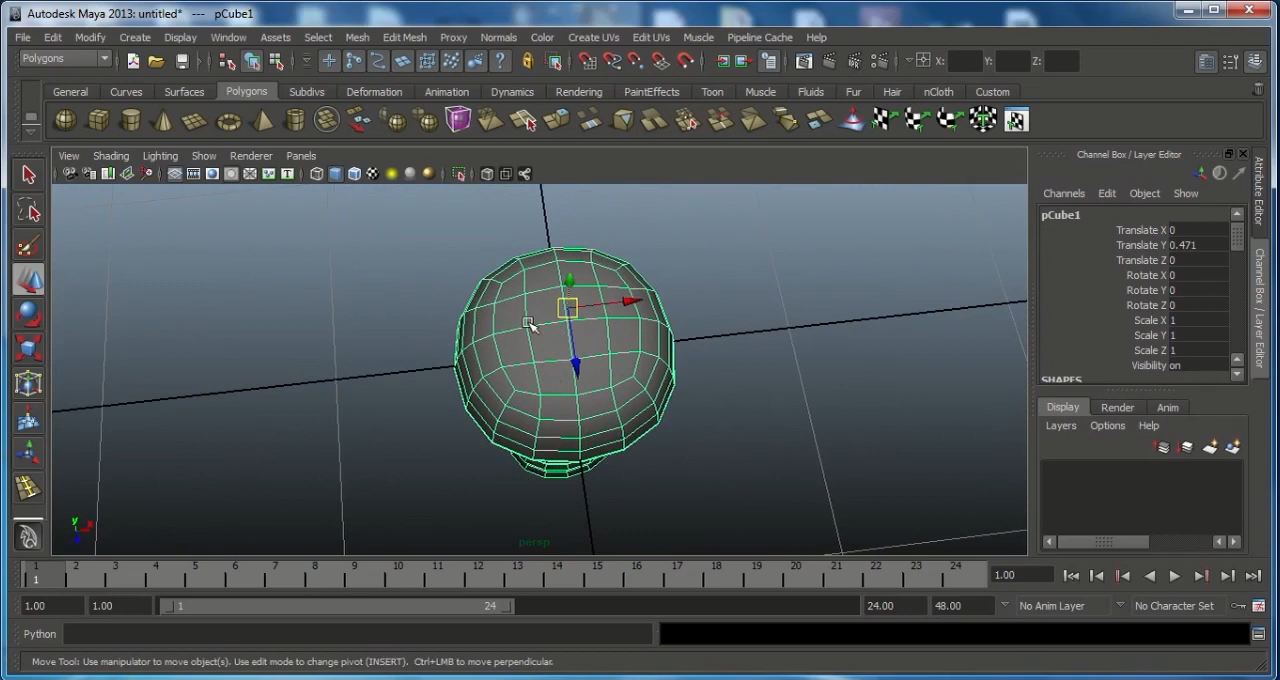 Autodesk Maya 2013: untitled* --- pCube1
File Edit Modify Create Display Window Assets Select Mesh Edit Mesh Proxy Normals Color Create UVs Edit UVs Muscle Pipeline Cache Help
Polygons X: Y: Z:
General Curves Surfaces Polygons Subdivs Deformation Animation Dynamics Rendering PaintEffects Toon Muscle Fluids Fur Hair nCloth Custom
View Shading Lighting Show Renderer Panels
Channel Box / Layer Editor
Channels Edit Object Show
pCube1
Translate X 0
Translate Y 0.471
Translate Z 0
Rotate X 0
Rotate Y 0
Rotate Z 0
Scale X 1
Scale Y 1
Scale Z 1
Visibility on
SHAPES
Display Render Anim
Layers Options Help
Attribute Editor
Channel Box / Layer Editor
y x z
persp
1 2 3 4 5 6 7 8 9 10 11 12 13 14 15 16 17 18 19 20 21 22 23 24
1
1.00
1.00 1.00 1 24 24.00 48.00 No Anim Layer No Character Set
Python
Move Tool: Use manipulator to move object(s). Use edit mode to change pivot (INSERT). Ctrl+LMB to move perpendicular.